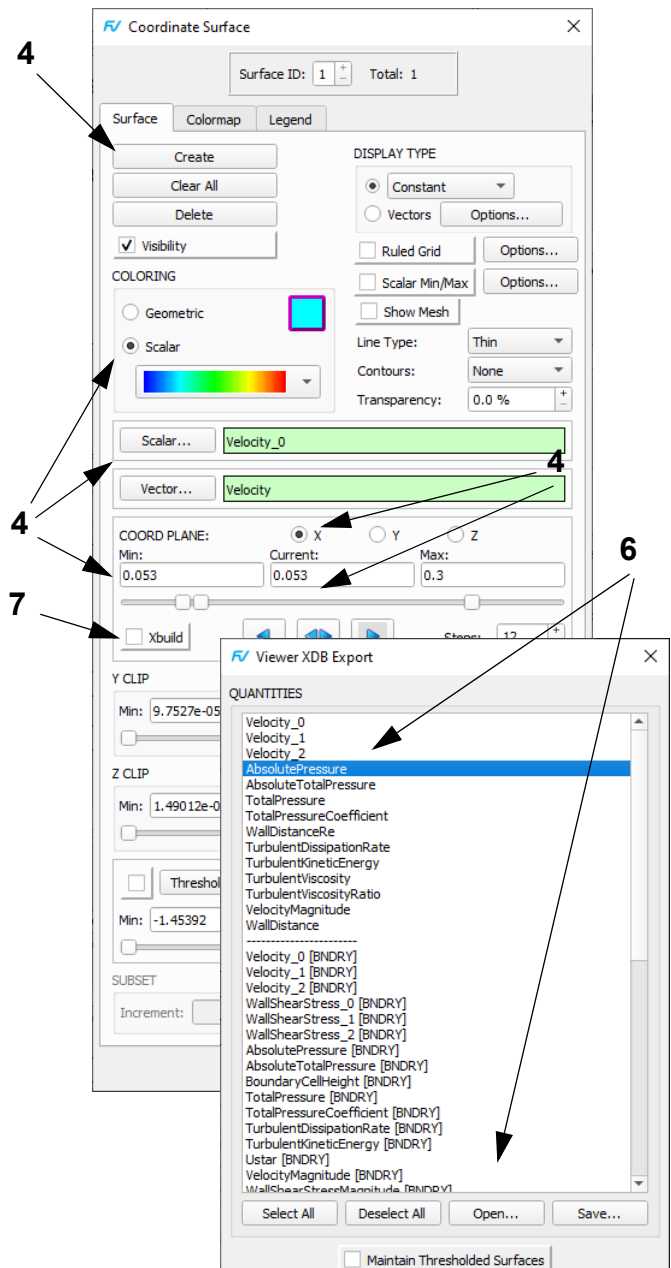 Coordinate Surface
4
Surface ID: 1 Total: 1
Surface Colormap Legend
Create
Clear All
Delete
Visibility
DISPLAY TYPE
Constant
Vectors Options...
Ruled Grid Options...
Scalar Min/Max Options...
Show Mesh
COLORING
Geometric
Scalar
Line Type: Thin
Contours: None
Transparency: 0.0 %
Scalar... Velocity_0
Vector... Velocity
4
4
COORD PLANE: X Y Z
Min: Current: Max:
0.053 0.053 0.3
6
7
Xbuild Steps: 12
Y CLIP
Min: 9.7527e-05
Z CLIP
Min: 1.49012e-0
Threshol
Min: -1.45392
SUBSET
Increment:
Viewer XDB Export
QUANTITIES
Velocity_0
Velocity_1
Velocity_2
AbsolutePressure
AbsoluteTotalPressure
TotalPressure
TotalPressureCoefficient
WallDistanceRe
TurbulentDissipationRate
TurbulentKineticEnergy
TurbulentViscosity
TurbulentViscosityRatio
VelocityMagnitude
WallDistance
-----------------------
Velocity_0 [BNDRY]
Velocity_1 [BNDRY]
Velocity_2 [BNDRY]
WallShearStress_0 [BNDRY]
WallShearStress_1 [BNDRY]
WallShearStress_2 [BNDRY]
AbsolutePressure [BNDRY]
AbsoluteTotalPressure [BNDRY]
BoundaryCellHeight [BNDRY]
TotalPressure [BNDRY]
TotalPressureCoefficient [BNDRY]
TurbulentDissipationRate [BNDRY]
TurbulentKineticEnergy [BNDRY]
Ustar [BNDRY]
VelocityMagnitude [BNDRY]
WallShearStressMagnitude [BNDRY]
Select All Deselect All Open... Save...
Maintain Thresholded Surfaces